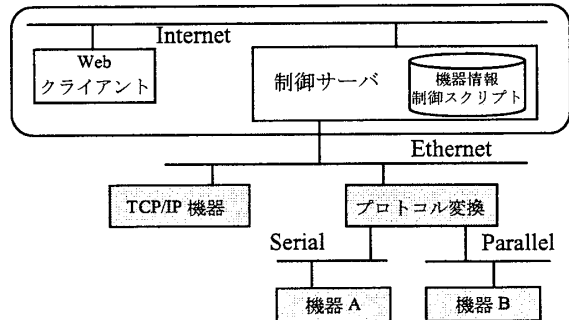 Internet
Web
クライアント
制御サーバ
機器情報
制御スクリプト
Ethernet
TCP/IP 機器
プロトコル変換
Serial
Parallel
機器 A
機器 B